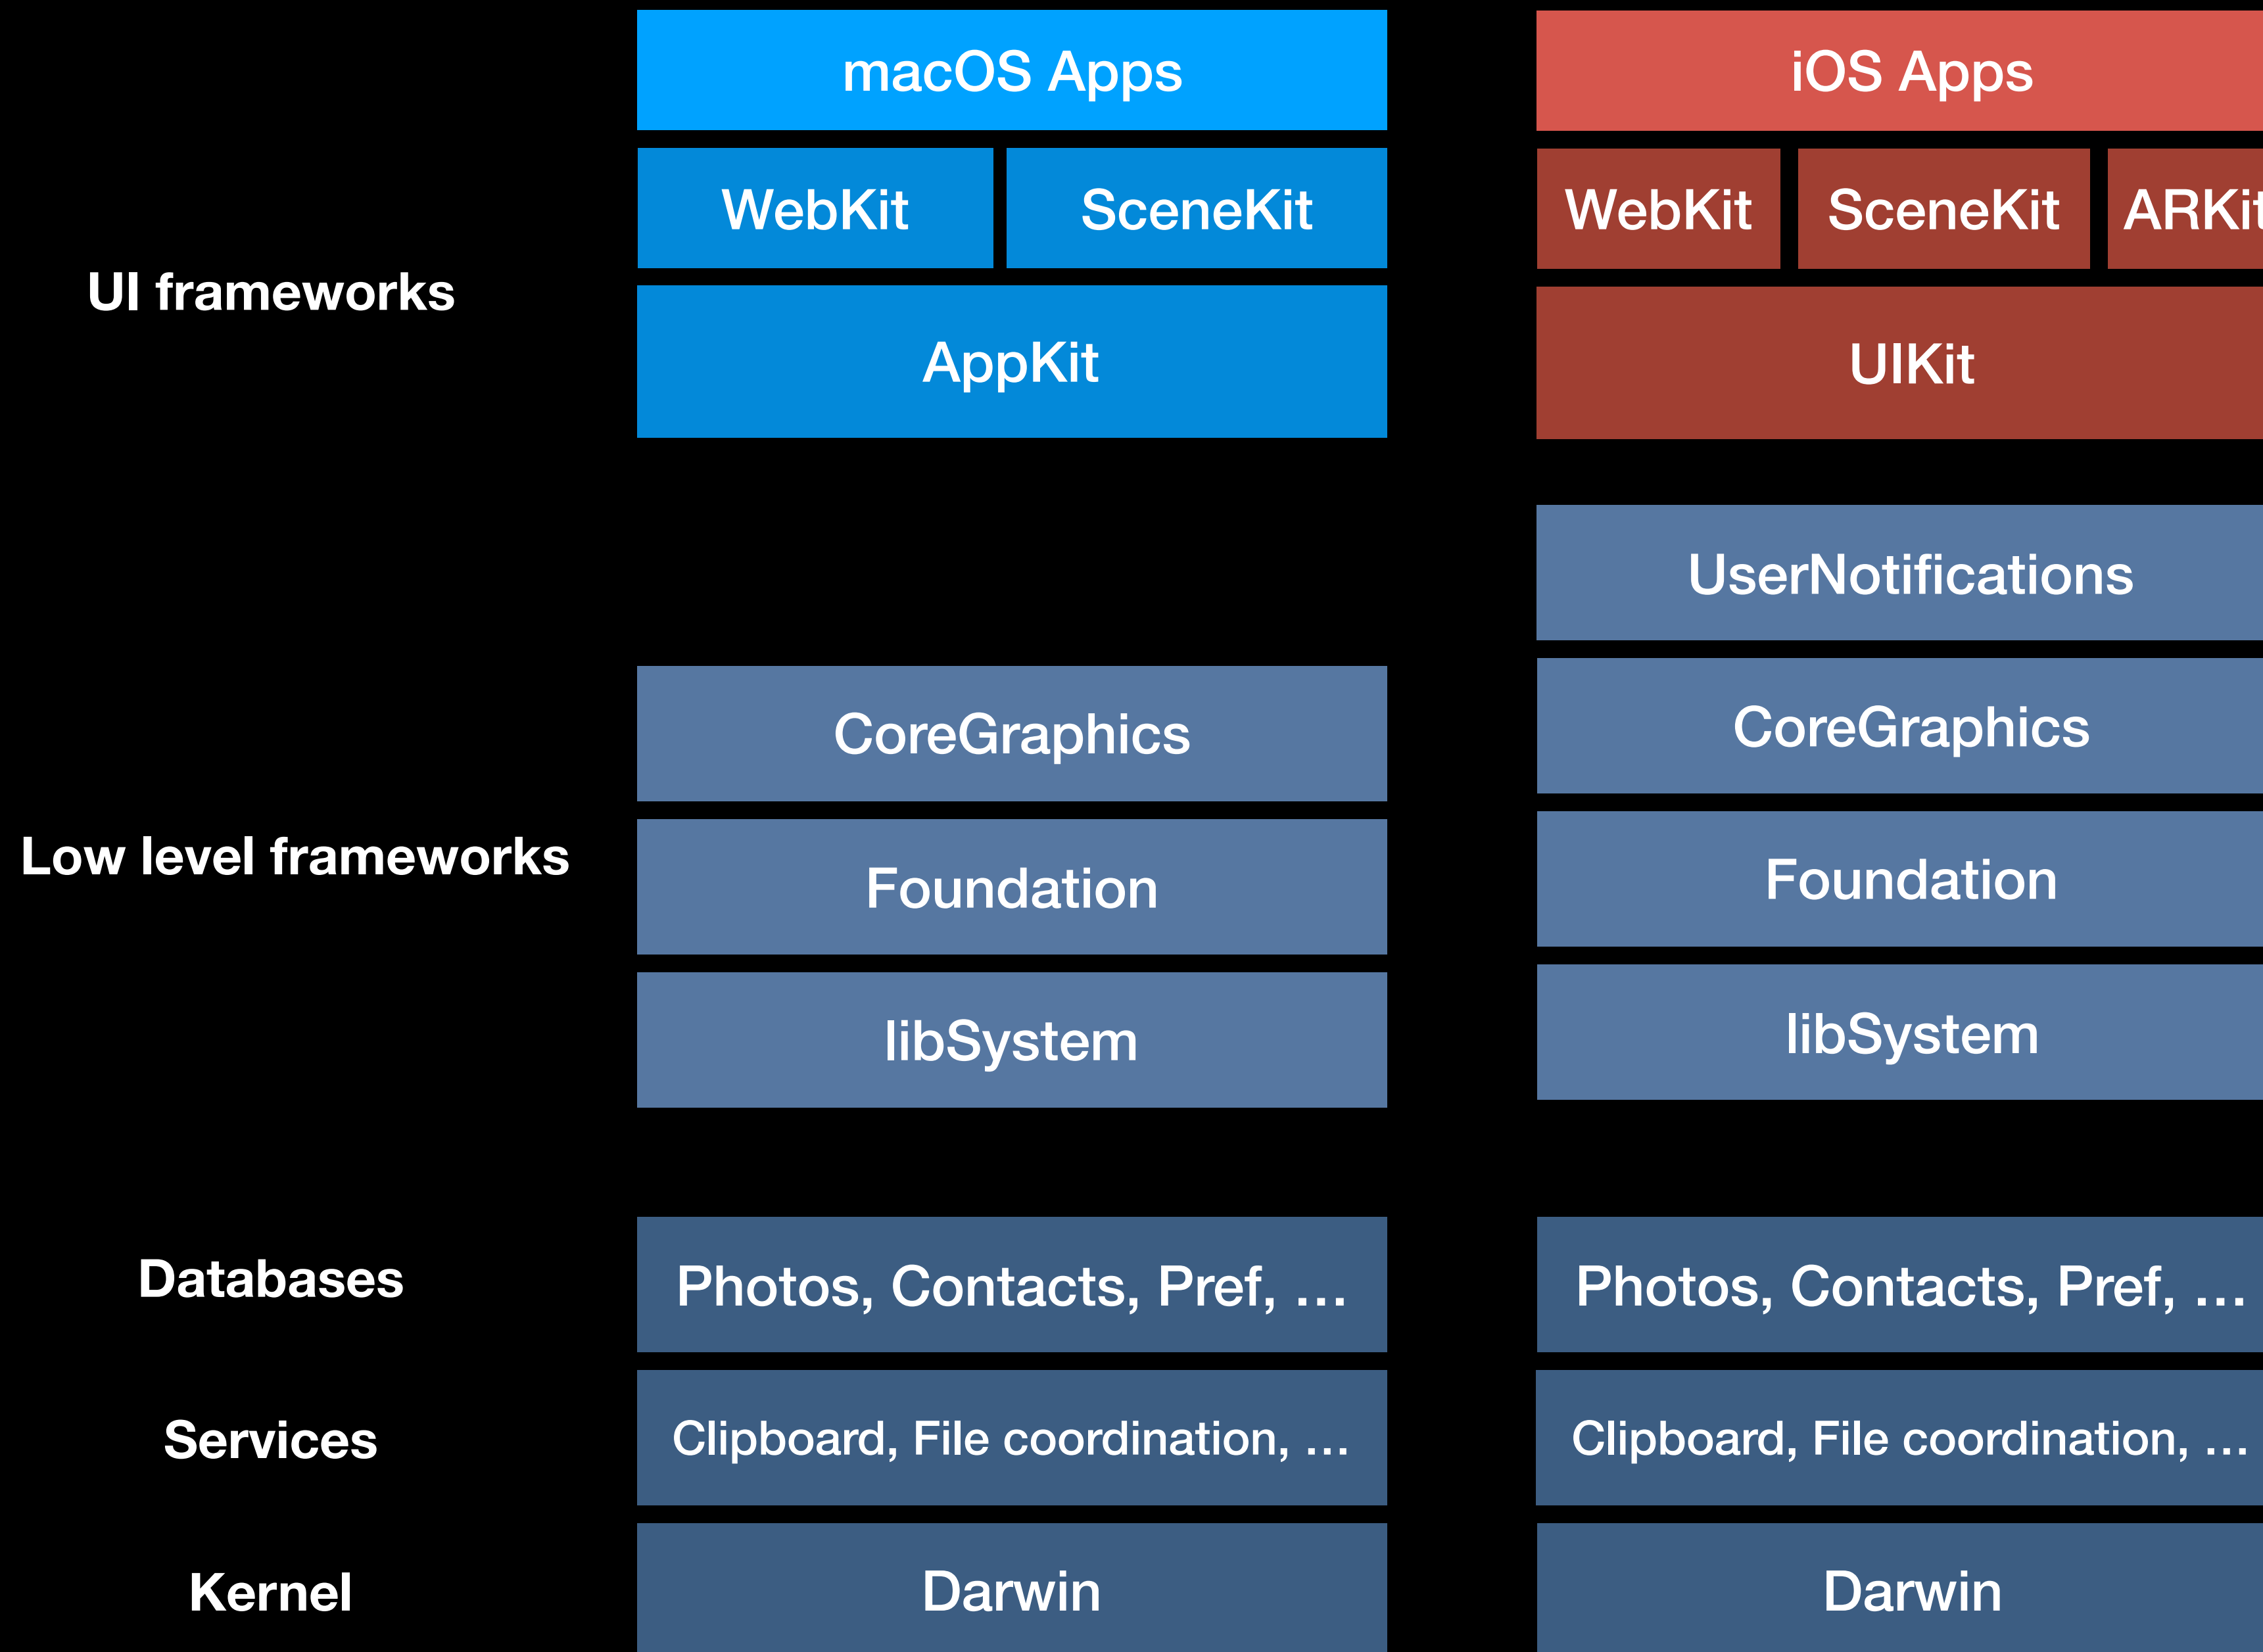 macOS Apps
iOS Apps
UI frameworks
WebKit
SceneKit
WebKit
SceneKit
ARKit
AppKit
UIKit
UserNotifications
Low level frameworks
CoreGraphics
CoreGraphics
Foundation
Foundation
libSystem
libSystem
Databases
Photos, Contacts, Pref, ...
Photos, Contacts, Pref, ...
Services
Clipboard, File coordination, ...
Clipboard, File coordination, ...
Kernel
Darwin
Darwin